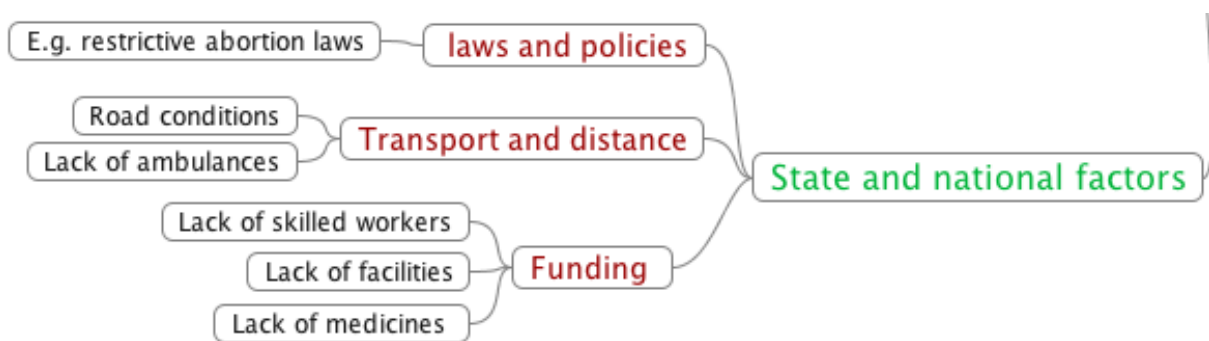 E.g. restrictive abortion laws
laws and policies
Road conditions
Lack of ambulances
Transport and distance
State and national factors
Lack of skilled workers
Lack of facilities
Lack of medicines
Funding